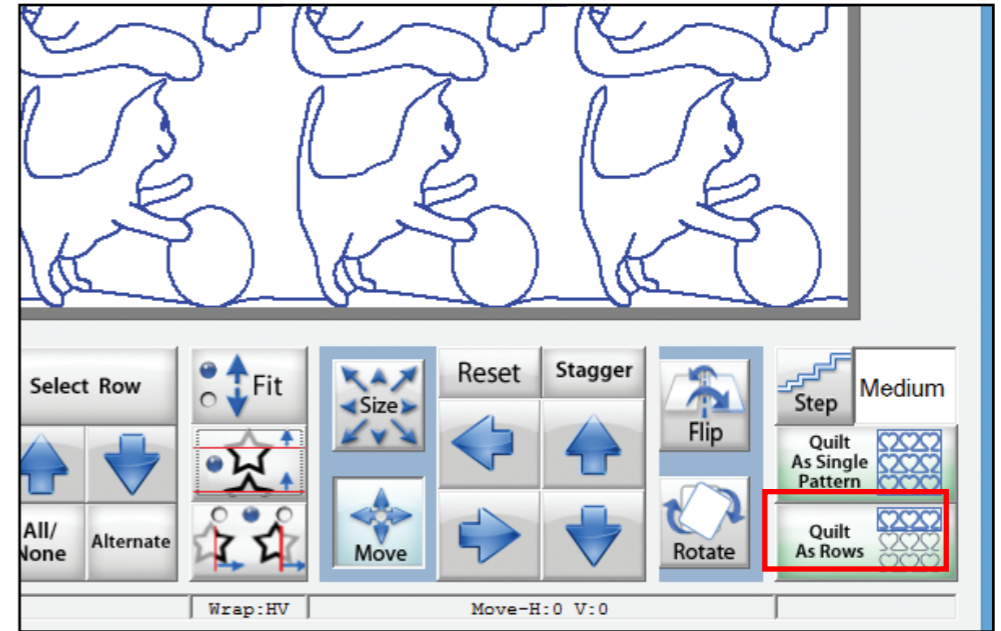 Select Row
All/
None
Alternate
Fit
Size
Move
Reset
Stagger
Flip
Rotate
Step
Medium
Quilt
As Single
Pattern
Quilt
As Rows
Wrap:HV
Move-H:0 V:0